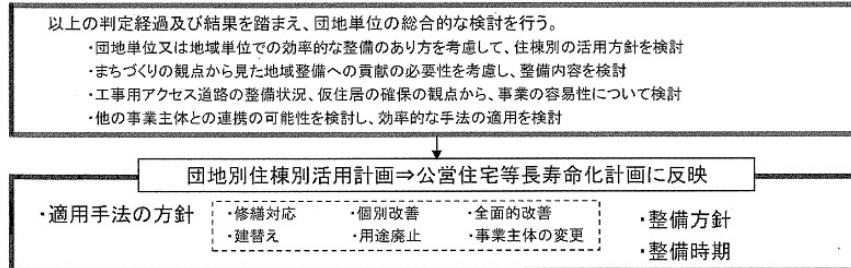 以上の判定経過及び結果を踏まえ、団地単位の総合的な検討を行う。
・団地単位又は地域単位での効率的な整備のあり方を考慮して、住棟別の活用方針を検討
・まちづくりの観点から見た地域整備への貢献の必要性を考慮し、整備内容を検討
・工事用アクセス道路の整備状況、仮住居の確保の観点から、事業の容易性について検討
・他の事業主体との連携の可能性を検討し、効率的な手法の適用を検討
団地別住棟別活用計画⇒公営住宅等長寿命化計画に反映
・適用手法の方針
・修繕対応 ・個別改善 ・全面的改善
・建替え ・用途廃止 ・事業主体の変更
・整備方針
・整備時期